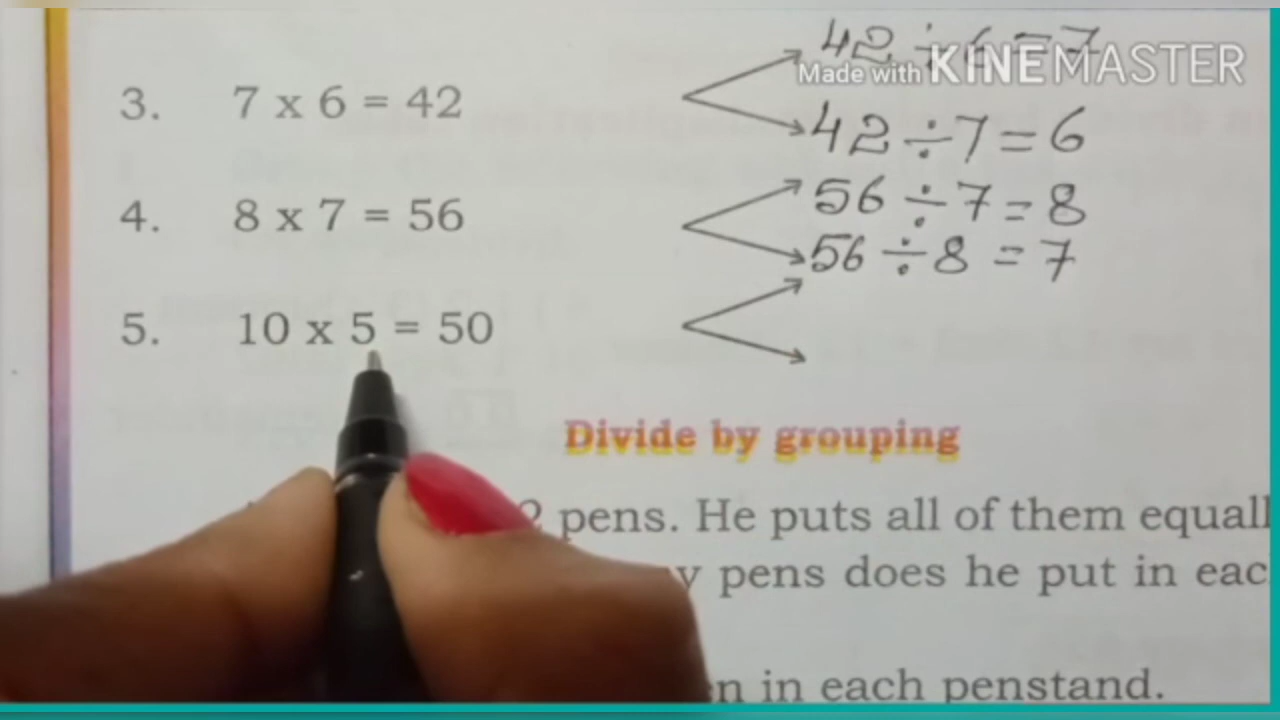 42 ÷ 6 = 7
Made with KINEMASTER
3. 7 x 6 = 42
42 ÷ 7 = 6
4. 8 x 7 = 56
56 ÷ 7 = 8
56 ÷ 8 = 7
5. 10 x 5 = 50
Divide by grouping
2 pens. He puts all of them equall
pens does he put in eac
in each penstand.